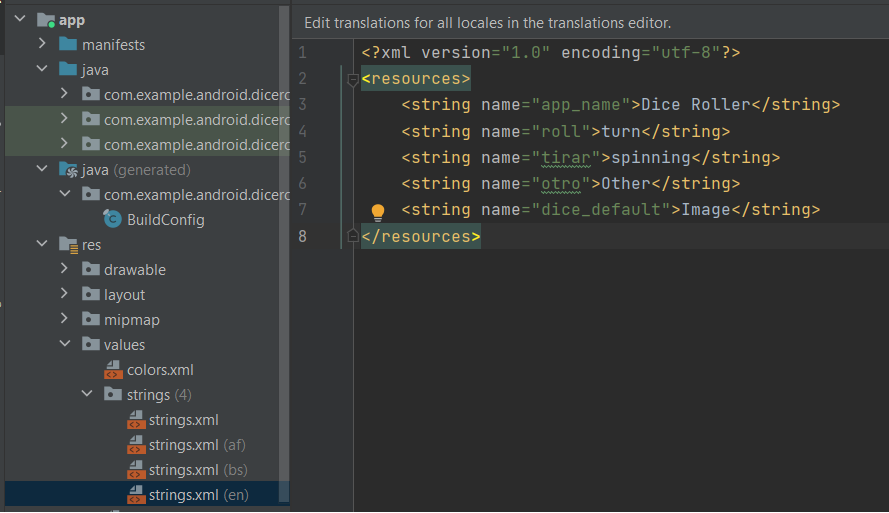 app
manifests
java
com.example.android.dicero
com.example.android.dicero
com.example.android.dicero
java (generated)
com.example.android.dicero
BuildConfig
res
drawable
layout
mipmap
values
colors.xml
strings (4)
strings.xml
strings.xml (af)
strings.xml (bs)
strings.xml (en)
Edit translations for all locales in the translations editor.
1 <?xml version="1.0" encoding="utf-8"?>
2 <resources>
3 <string name="app_name">Dice Roller</string>
4 <string name="roll">turn</string>
5 <string name="tirar">spinning</string>
6 <string name="otro">Other</string>
7 <string name="dice_default">Image</string>
8 </resources>